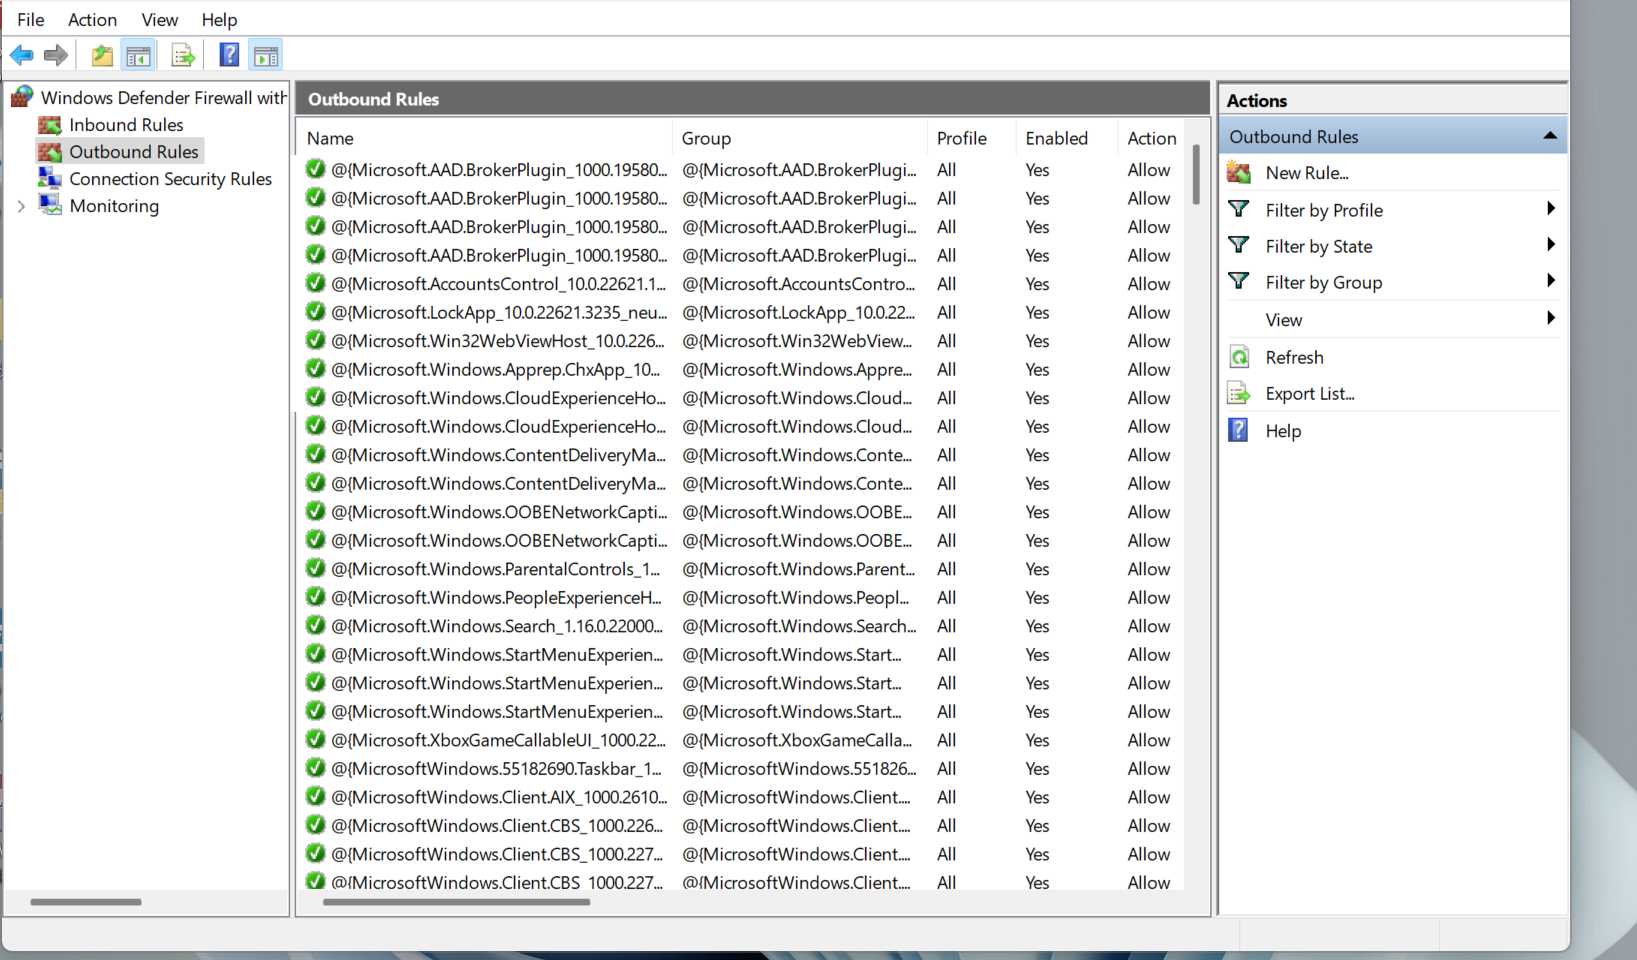 File Action View Help
Windows Defender Firewall with
Inbound Rules
Outbound Rules
Connection Security Rules
Monitoring
Outbound Rules
Name Group Profile Enabled Action
@{Microsoft.AAD.BrokerPlugin_1000.19580... @{Microsoft.AAD.BrokerPlugi... All Yes Allow
@{Microsoft.AAD.BrokerPlugin_1000.19580... @{Microsoft.AAD.BrokerPlugi... All Yes Allow
@{Microsoft.AAD.BrokerPlugin_1000.19580... @{Microsoft.AAD.BrokerPlugi... All Yes Allow
@{Microsoft.AAD.BrokerPlugin_1000.19580... @{Microsoft.AAD.BrokerPlugi... All Yes Allow
@{Microsoft.AccountsControl_10.0.22621.1... @{Microsoft.AccountsContro... All Yes Allow
@{Microsoft.LockApp_10.0.22621.3235_neu... @{Microsoft.LockApp_10.0.22... All Yes Allow
@{Microsoft.Win32WebViewHost_10.0.226... @{Microsoft.Win32WebView... All Yes Allow
@{Microsoft.Windows.Apprep.ChxApp_10... @{Microsoft.Windows.Appre... All Yes Allow
@{Microsoft.Windows.CloudExperienceHo... @{Microsoft.Windows.Cloud... All Yes Allow
@{Microsoft.Windows.CloudExperienceHo... @{Microsoft.Windows.Cloud... All Yes Allow
@{Microsoft.Windows.ContentDeliveryMa... @{Microsoft.Windows.Conte... All Yes Allow
@{Microsoft.Windows.ContentDeliveryMa... @{Microsoft.Windows.Conte... All Yes Allow
@{Microsoft.Windows.OOBENetworkCapti... @{Microsoft.Windows.OOBE... All Yes Allow
@{Microsoft.Windows.OOBENetworkCapti... @{Microsoft.Windows.OOBE... All Yes Allow
@{Microsoft.Windows.ParentalControls_1... @{Microsoft.Windows.Parent... All Yes Allow
@{Microsoft.Windows.PeopleExperienceH... @{Microsoft.Windows.Peopl... All Yes Allow
@{Microsoft.Windows.Search_1.16.0.22000... @{Microsoft.Windows.Search... All Yes Allow
@{Microsoft.Windows.StartMenuExperien... @{Microsoft.Windows.Start... All Yes Allow
@{Microsoft.Windows.StartMenuExperien... @{Microsoft.Windows.Start... All Yes Allow
@{Microsoft.Windows.StartMenuExperien... @{Microsoft.Windows.Start... All Yes Allow
@{Microsoft.XboxGameCallableUI_1000.22... @{Microsoft.XboxGameCalla... All Yes Allow
@{MicrosoftWindows.55182690.Taskbar_1... @{MicrosoftWindows.551826... All Yes Allow
@{MicrosoftWindows.Client.AIX_1000.2610... @{MicrosoftWindows.Client.... All Yes Allow
@{MicrosoftWindows.Client.CBS_1000.226... @{MicrosoftWindows.Client.... All Yes Allow
@{MicrosoftWindows.Client.CBS_1000.227... @{MicrosoftWindows.Client.... All Yes Allow
@{MicrosoftWindows.Client.CBS_1000.227... @{MicrosoftWindows.Client.... All Yes Allow
Actions
Outbound Rules
New Rule...
Filter by Profile
Filter by State
Filter by Group
View
Refresh
Export List...
Help